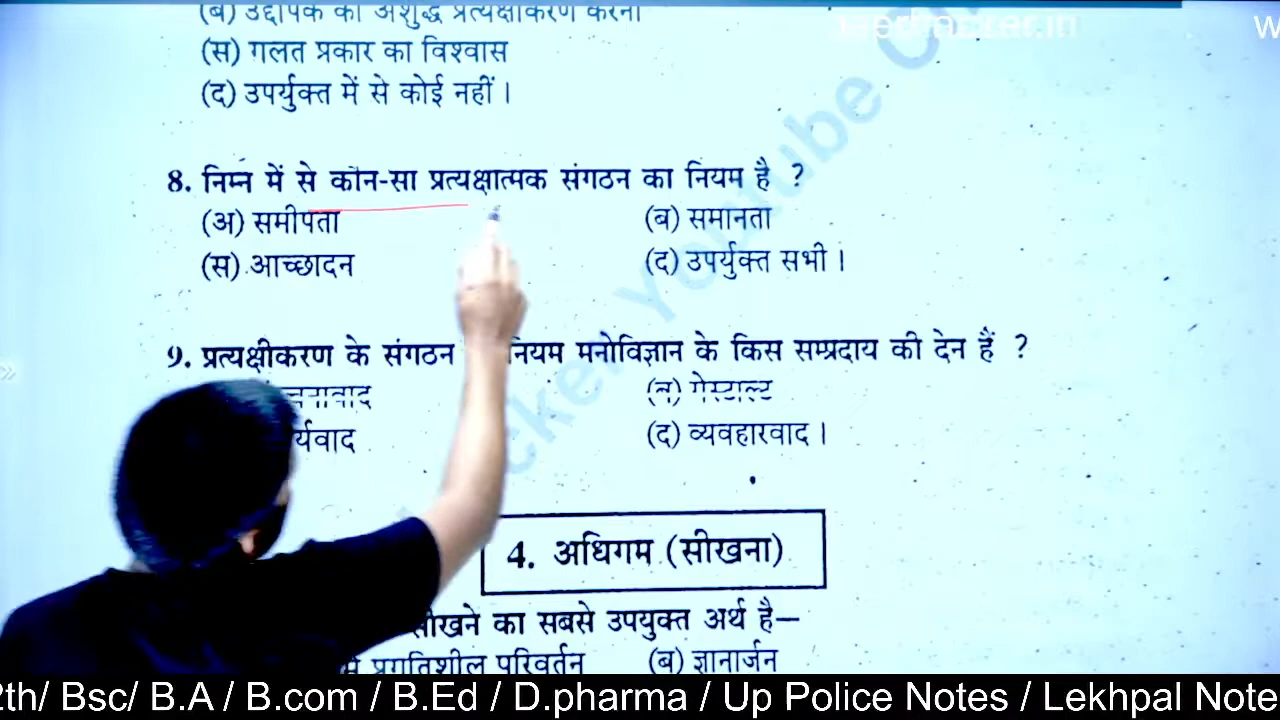 (ब) उद्दीपक का अशुद्ध प्रत्यक्षीकरण करना
(स) गलत प्रकार का विश्वास
(द) उपर्युक्त में से कोई नहीं।
8. निम्न में से कौन-सा प्रत्यक्षात्मक संगठन का नियम है ?
(अ) समीपता (ब) समानता
(स) आच्छादन (द) उपर्युक्त सभी।
9. प्रत्यक्षीकरण के संगठन नियम मनोविज्ञान के किस सम्प्रदाय की देन हैं ?
(ब) गेस्टाल्ट
र्यवाद (द) व्यवहारवाद।
4. अधिगम (सीखना)
सीखने का सबसे उपयुक्त अर्थ है—
में प्रगतिशील परिवर्तन (ब) ज्ञानार्जन
2th/ Bsc/ B.A / B.com / B.Ed / D.pharma / Up Police Notes / Lekhpal Note